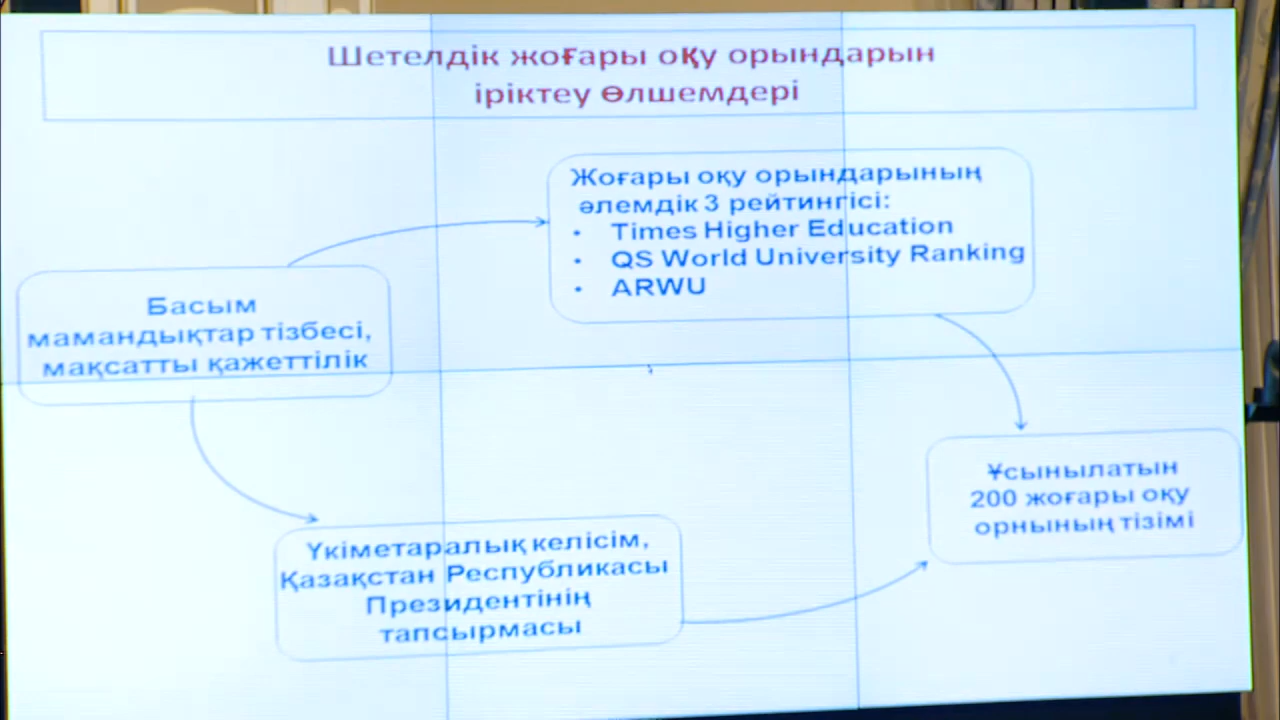 Шетелдік жоғары оқу орындарын
іріктеу өлшемдері
Жоғары оқу орындарының
әлемдік 3 рейтингісі:
• Times Higher Education
• QS World University Ranking
• ARWU
Басым
мамандықтар тізбесі,
мақсатты қажеттілік
Ұсынылатын
200 жоғары оқу
орнының тізімі
Үкіметаралық келісім,
Қазақстан Республикасы
Президентінің
тапсырмасы